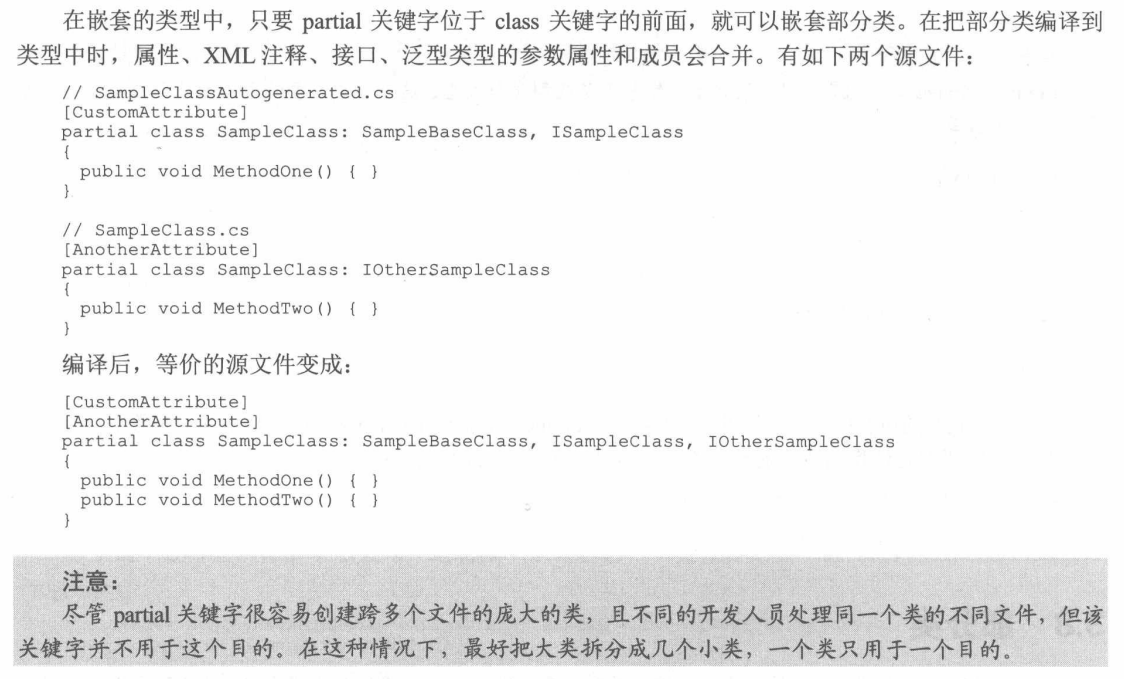 在嵌套的类型中，只要 partial 关键字位于 class 关键字的前面，就可以嵌套部分类。在把部分类编译到
类型中时，属性、XML 注释、接口、泛型类型的参数属性和成员会合并。有如下两个源文件：
// SampleClassAutogenerated.cs
[CustomAttribute]
partial class SampleClass: SampleBaseClass, ISampleClass
{
public void MethodOne() { }
}
// SampleClass.cs
[AnotherAttribute]
partial class SampleClass: IOtherSampleClass
{
public void MethodTwo() { }
}
编译后，等价的源文件变成：
[CustomAttribute]
[AnotherAttribute]
partial class SampleClass: SampleBaseClass, ISampleClass, IOtherSampleClass
{
public void MethodOne() { }
public void MethodTwo() { }
}
注意：
尽管 partial 关键字很容易创建跨多个文件的庞大的类，且不同的开发人员处理同一个类的不同文件，但该
关键字并不用于这个目的。在这种情况下，最好把大类拆分成几个小类，一个类只用于一个目的。